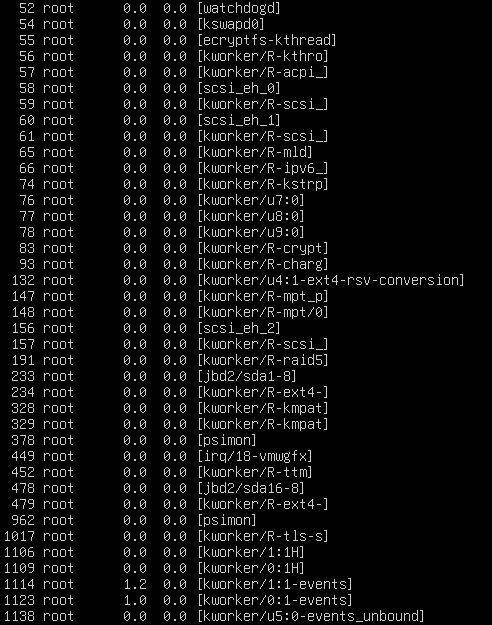 52 root 0.0 0.0 [watchdogd]
54 root 0.0 0.0 [kswapd0]
55 root 0.0 0.0 [ecryptfs-kthread]
56 root 0.0 0.0 [kworker/R-kthro]
57 root 0.0 0.0 [kworker/R-acpi_]
58 root 0.0 0.0 [scsi_eh_0]
59 root 0.0 0.0 [kworker/R-scsi_]
60 root 0.0 0.0 [scsi_eh_1]
61 root 0.0 0.0 [kworker/R-scsi_]
65 root 0.0 0.0 [kworker/R-mld]
66 root 0.0 0.0 [kworker/R-ipv6_]
74 root 0.0 0.0 [kworker/R-kstrp]
76 root 0.0 0.0 [kworker/u7:0]
77 root 0.0 0.0 [kworker/u8:0]
78 root 0.0 0.0 [kworker/u9:0]
83 root 0.0 0.0 [kworker/R-crypt]
93 root 0.0 0.0 [kworker/R-charg]
132 root 0.0 0.0 [kworker/u4:1-ext4-rsv-conversion]
147 root 0.0 0.0 [kworker/R-mpt_p]
148 root 0.0 0.0 [kworker/R-mpt/0]
156 root 0.0 0.0 [scsi_eh_2]
157 root 0.0 0.0 [kworker/R-scsi_]
191 root 0.0 0.0 [kworker/R-raid5]
233 root 0.0 0.0 [jbd2/sda1-8]
234 root 0.0 0.0 [kworker/R-ext4-]
328 root 0.0 0.0 [kworker/R-kmpat]
329 root 0.0 0.0 [kworker/R-kmpat]
378 root 0.0 0.0 [psimon]
449 root 0.0 0.0 [irq/18-vmwgfx]
452 root 0.0 0.0 [kworker/R-ttm]
478 root 0.0 0.0 [jbd2/sda16-8]
479 root 0.0 0.0 [kworker/R-ext4-]
962 root 0.0 0.0 [psimon]
1017 root 0.0 0.0 [kworker/R-tls-s]
1106 root 0.0 0.0 [kworker/1:1H]
1109 root 0.0 0.0 [kworker/0:1H]
1114 root 1.2 0.0 [kworker/1:1-events]
1123 root 1.0 0.0 [kworker/0:1-events]
1138 root 0.0 0.0 [kworker/u5:0-events_unbound]